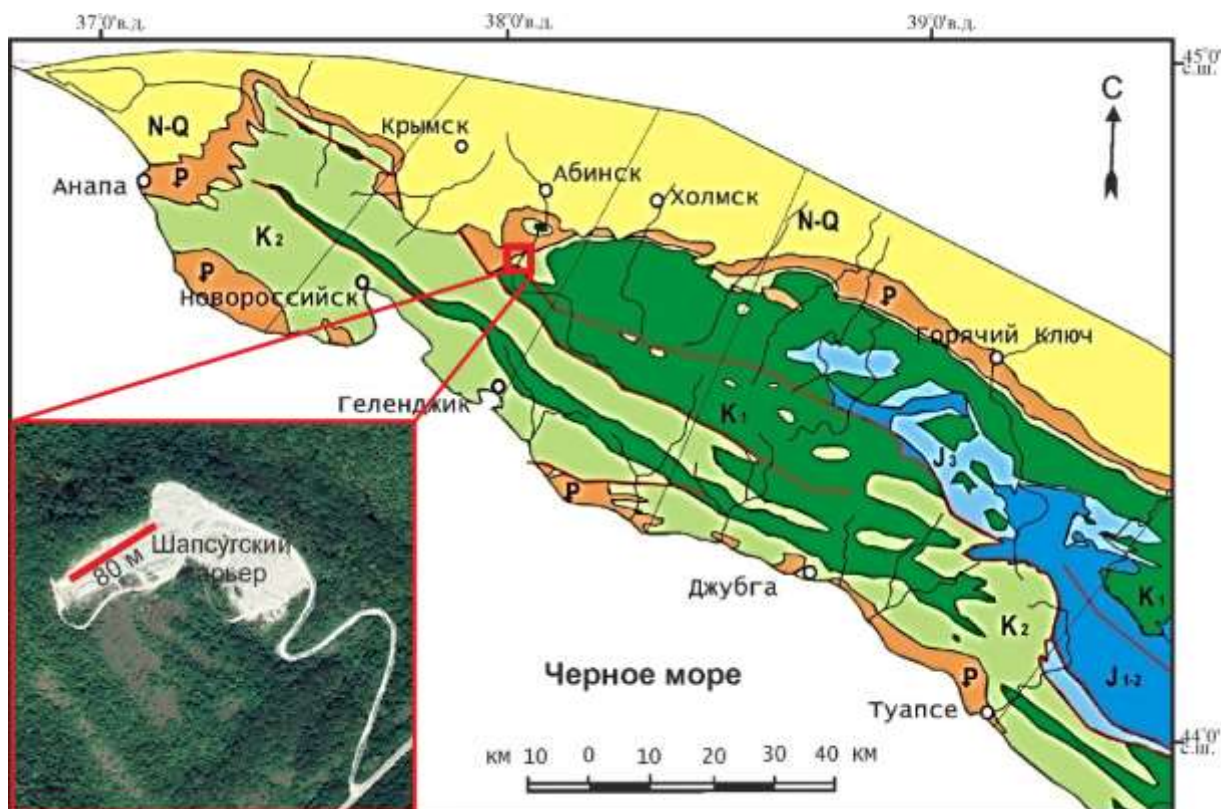 37°0'в.д.
38°0'в.д.
39°0'в.д.
45°0'
с.ш.
С
N-Q
Крымск
Анапа
P
Абинск
Холмск
N-Q
K2
P
Новороссийск
P
Горячий Ключ
Геленджик
K1
J3
P
Шапсугский
карьер
80 м
Джубга
K1
K2
Черное море
P
J1-2
Туапсе
44°0'
с.ш.
км 10 0 10 20 30 40 км